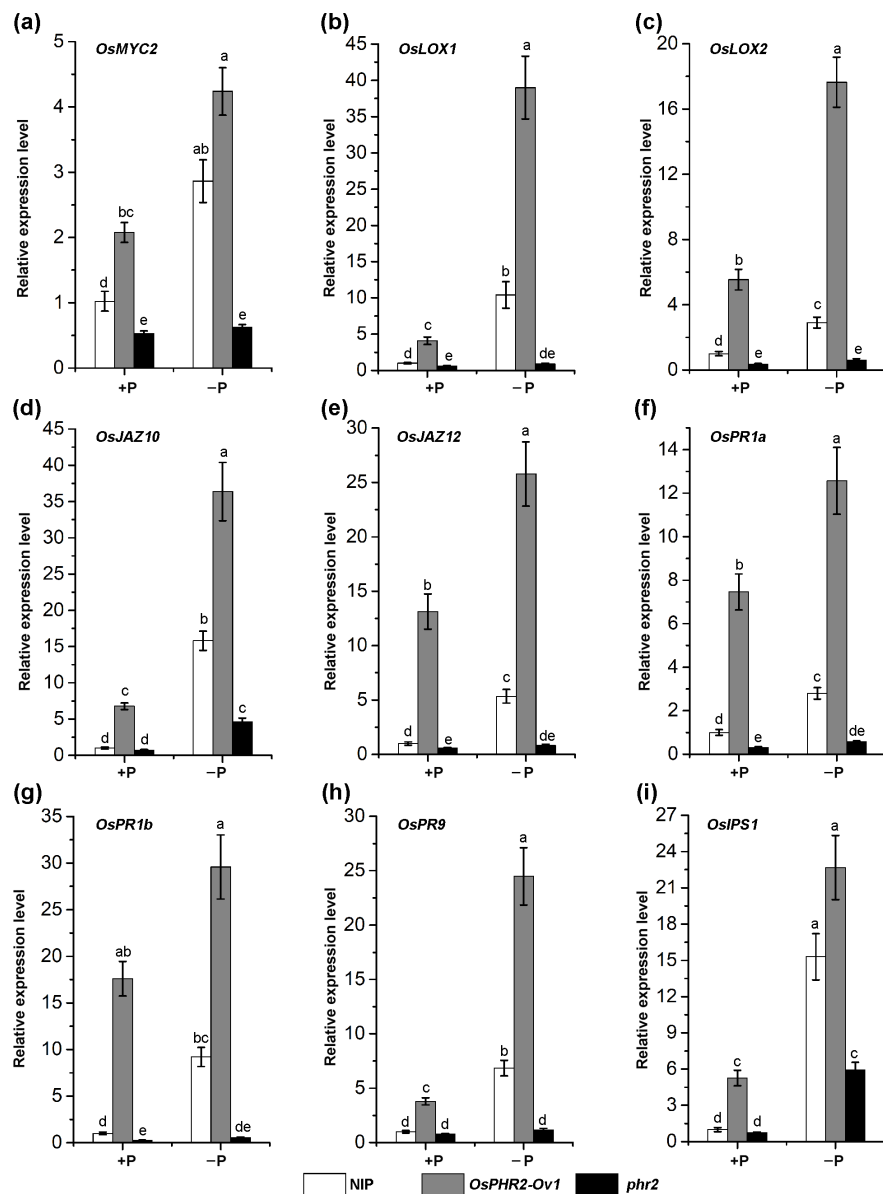 (a)
OsMYC2
Relative expression level
5
4
3
2
1
0
d
bc
e
ab
a
e
+P
−P
(b)
OsLOX1
Relative expression level
45
40
35
30
25
20
15
10
5
0
d
c
e
b
a
de
+P
−P
(c)
OsLOX2
Relative expression level
20
16
12
8
4
0
d
b
e
c
a
e
+P
−P
(d)
OsJAZ10
Relative expression level
45
40
35
30
25
20
15
10
5
0
d
c
d
b
a
c
+P
−P
(e)
OsJAZ12
Relative expression level
30
25
20
15
10
5
0
d
b
e
c
a
de
+P
−P
(f)
OsPR1a
Relative expression level
14
12
10
8
6
4
2
0
d
b
e
c
a
de
+P
−P
(g)
OsPR1b
Relative expression level
35
30
25
20
15
10
5
0
d
ab
e
bc
a
de
+P
−P
(h)
OsPR9
Relative expression level
30
25
20
15
10
5
0
d
c
d
b
a
d
+P
−P
(i)
OsIPS1
Relative expression level
27
24
21
18
15
12
9
6
3
0
d
c
d
a
a
c
+P
−P
NIP
OsPHR2-Ov1
phr2